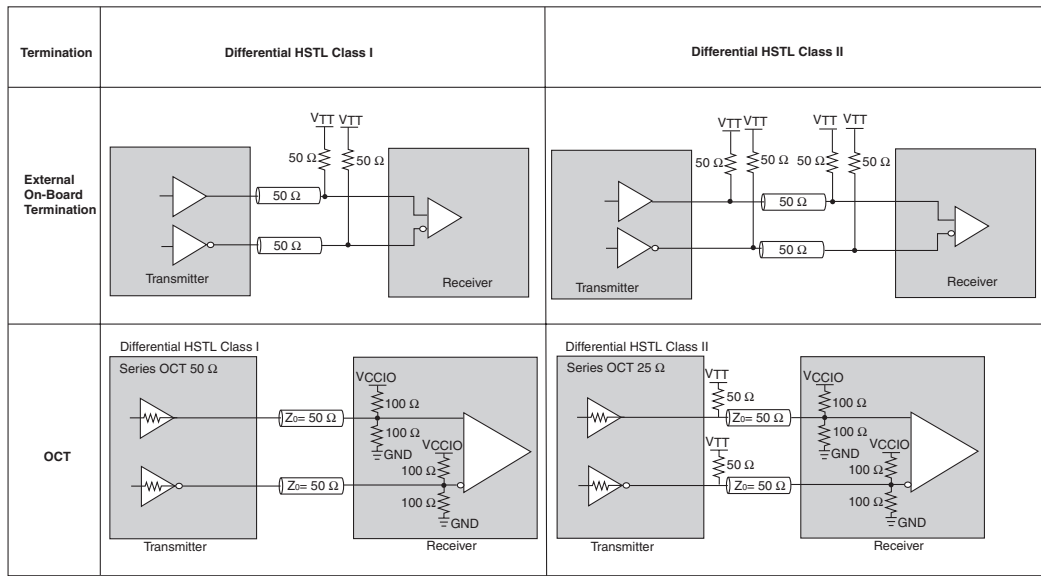 Termination
Differential HSTL Class I
Differential HSTL Class II
External
On-Board
Termination
VTT VTT
50 Ω 50 Ω
50 Ω
50 Ω
Transmitter
Receiver
VTT VTT
50 Ω 50 Ω 50 Ω 50 Ω
50 Ω
50 Ω
Transmitter
Receiver
OCT
Differential HSTL Class I
Series OCT 50 Ω
VCCIO
100 Ω
Z0= 50 Ω
100 Ω
VCCIO
GND
100 Ω
Z0= 50 Ω
100 Ω
GND
Transmitter
Receiver
Differential HSTL Class II
Series OCT 25 Ω
VTT
VCCIO
50 Ω
100 Ω
Z0= 50 Ω
100 Ω
VTT
VCCIO
GND
50 Ω
100 Ω
Z0= 50 Ω
100 Ω
GND
Transmitter
Receiver